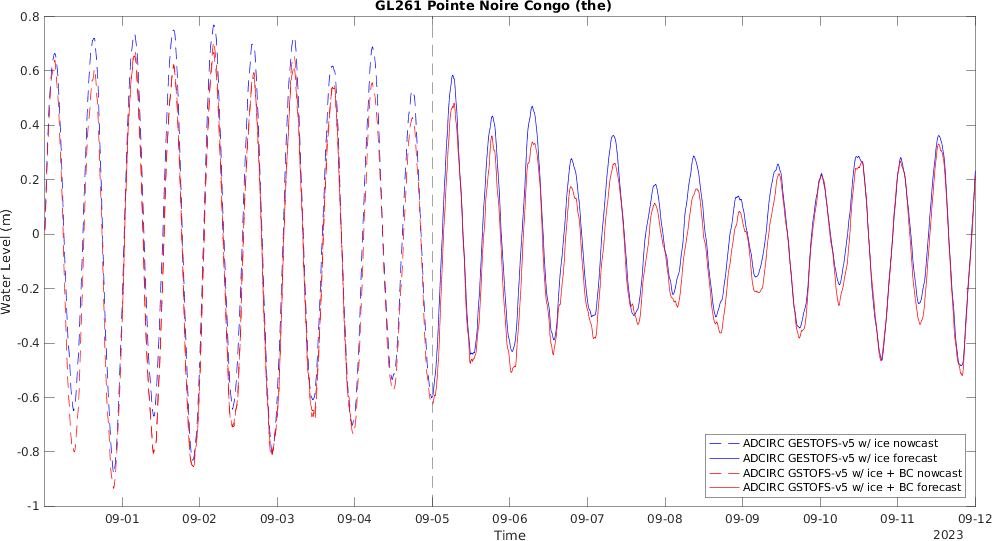 GL261 Pointe Noire Congo (the)
Water Level (m)
0.8
0.6
0.4
0.2
0
-0.2
-0.4
-0.6
-0.8
-1
ADCIRC GESTOFS-v5 w/ ice nowcast
ADCIRC GESTOFS-v5 w/ ice forecast
ADCIRC GSTOFS-v5 w/ ice + BC nowcast
ADCIRC GSTOFS-v5 w/ ice + BC forecast
09-01 09-02 09-03 09-04 09-05 09-06 09-07 09-08 09-09 09-10 09-11 09-12
Time
2023